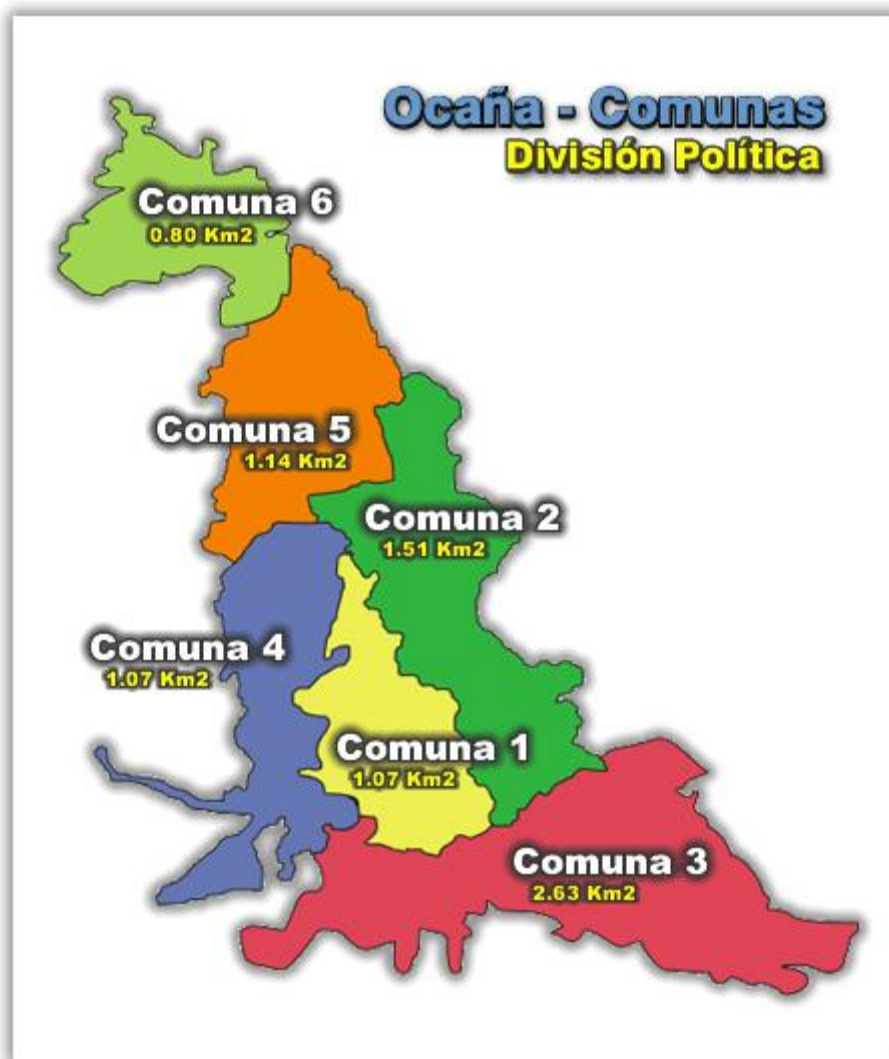 Ocaña - Comunas
División Política
Comuna 6
0.80 Km2
Comuna 5
1.14 Km2
Comuna 2
1.51 Km2
Comuna 4
1.07 Km2
Comuna 1
1.07 Km2
Comuna 3
2.63 Km2